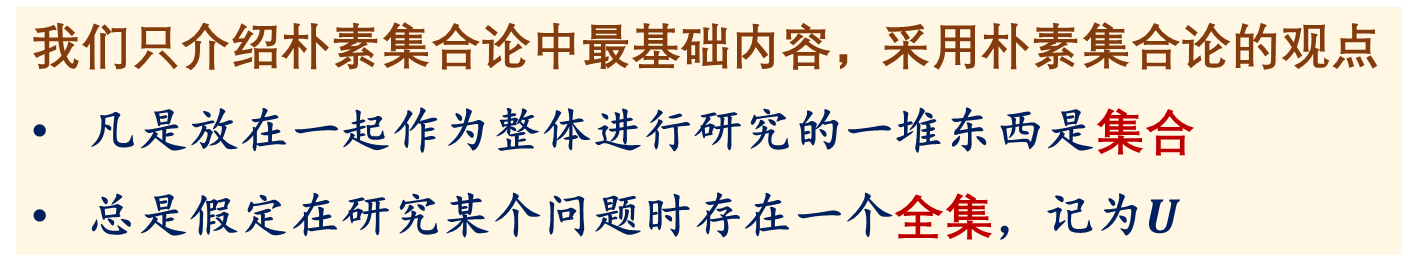 我们只介绍朴素集合论中最基础内容，采用朴素集合论的观点
• 凡是放在一起作为整体进行研究的一堆东西是集合
• 总是假定在研究某个问题时存在一个全集，记为U